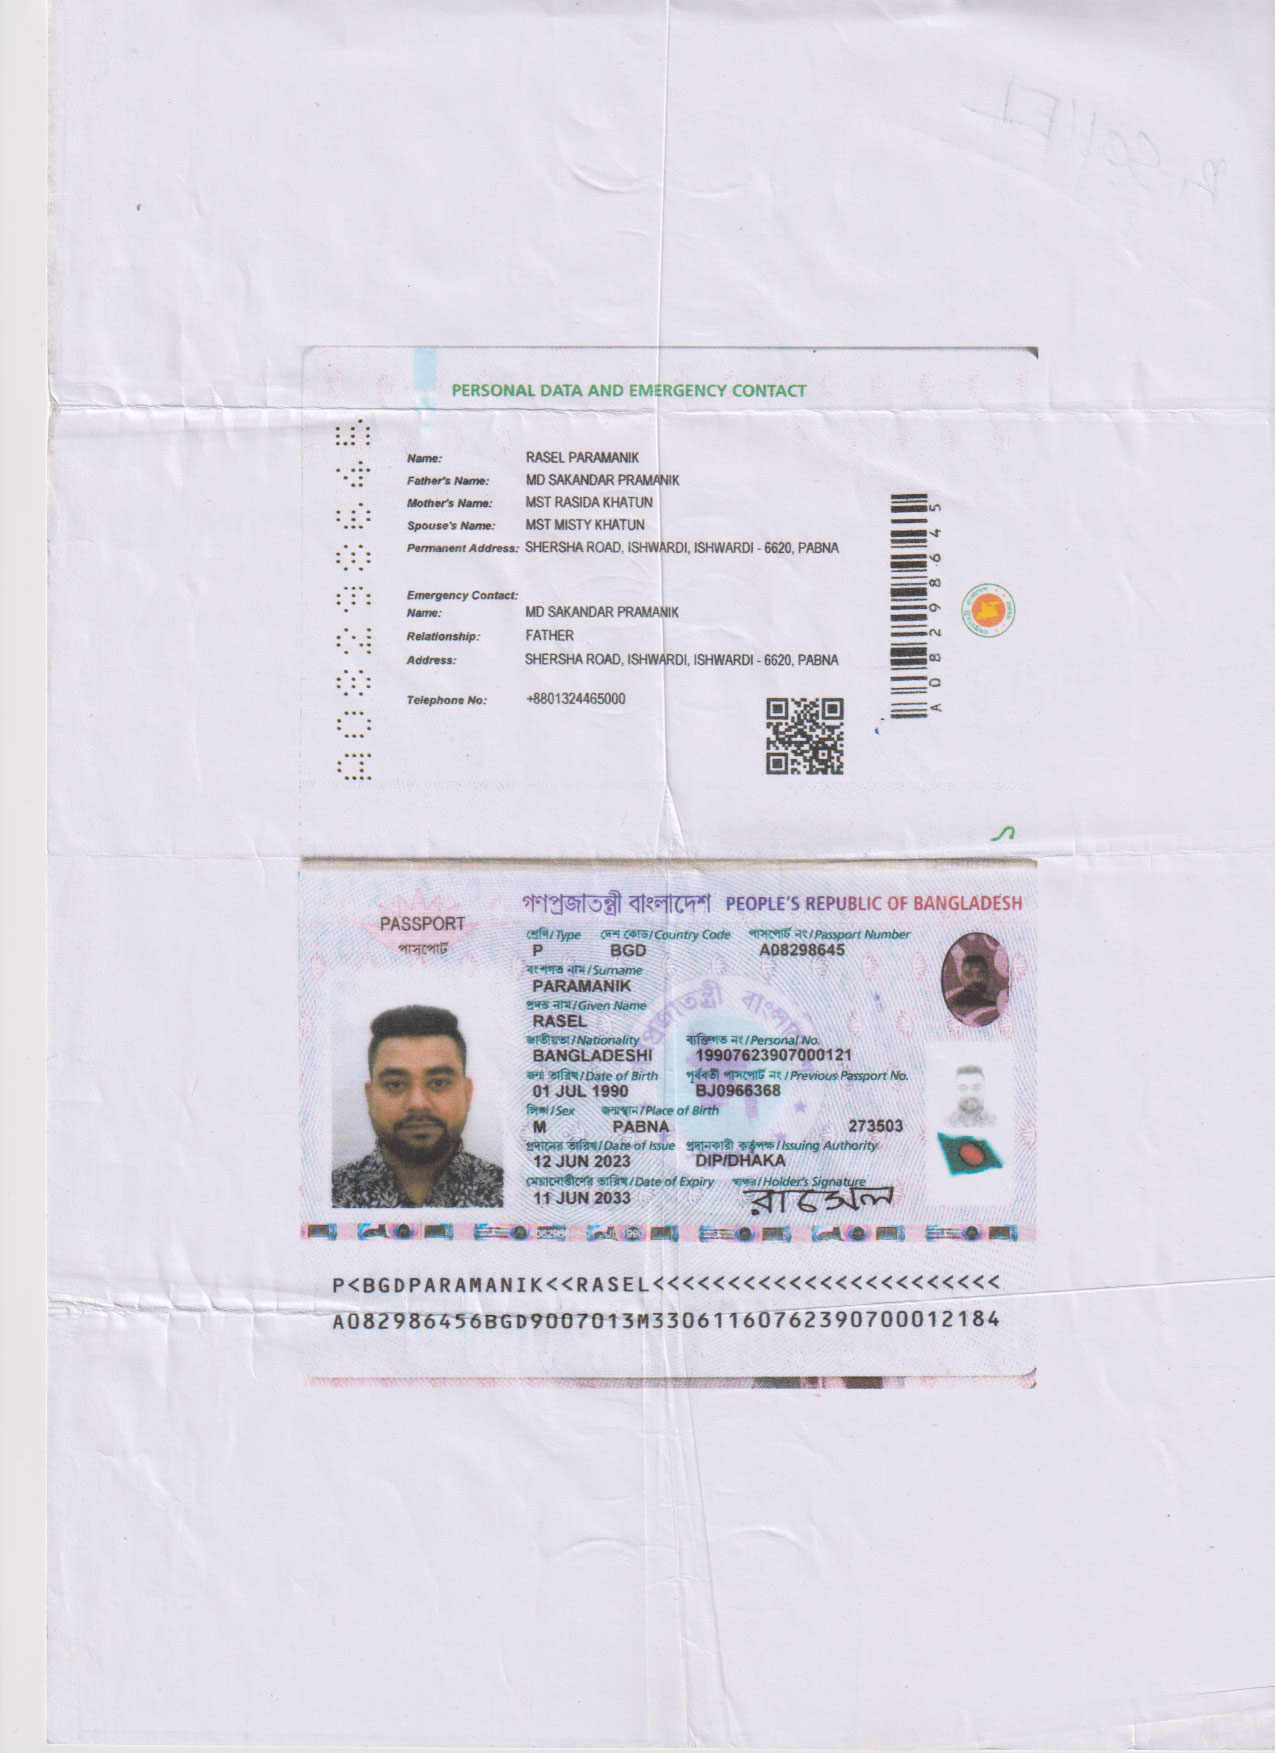 PERSONAL DATA AND EMERGENCY CONTACT
Name: RASEL PARAMANIK
Father's Name: MD SAKANDAR PRAMANIK
Mother's Name: MST RASIDA KHATUN
Spouse's Name: MST MISTY KHATUN
Permanent Address: SHERSHA ROAD, ISHWARDI, ISHWARDI - 6620, PABNA
Emergency Contact:
Name: MD SAKANDAR PRAMANIK
Relationship: FATHER
Address: SHERSHA ROAD, ISHWARDI, ISHWARDI - 6620, PABNA
Telephone No: +8801324465000
A08298645
A08298645
গণপ্রজাতন্ত্রী বাংলাদেশ PEOPLE'S REPUBLIC OF BANGLADESH
PASSPORT
পাসপোর্ট
শ্রেণি/Type দেশ কোড/Country Code পাসপোর্ট নং/Passport Number
P BGD A08298645
বংশগত নাম/Surname
PARAMANIK
প্রদত্ত নাম/Given Name
RASEL
জাতীয়তা/Nationality ব্যক্তিগত নং/Personal No.
BANGLADESHI 19907623907000121
জন্ম তারিখ/Date of Birth পূর্ববর্তী পাসপোর্ট নং/Previous Passport No.
01 JUL 1990 BJ0966368
লিঙ্গ/Sex জন্মস্থান/Place of Birth
M PABNA 273503
প্রদানের তারিখ/Date of Issue প্রদানকারী কর্তৃপক্ষ/Issuing Authority
12 JUN 2023 DIP/DHAKA
মেয়াদোত্তীর্ণের তারিখ/Date of Expiry স্বাক্ষর/Holder's Signature
11 JUN 2033 রাসেল
P<BGDPARAMANIK<<RASEL<<<<<<<<<<<<<<<<<<<<<<<
A082986456BGD9007013M33061160762390700012184